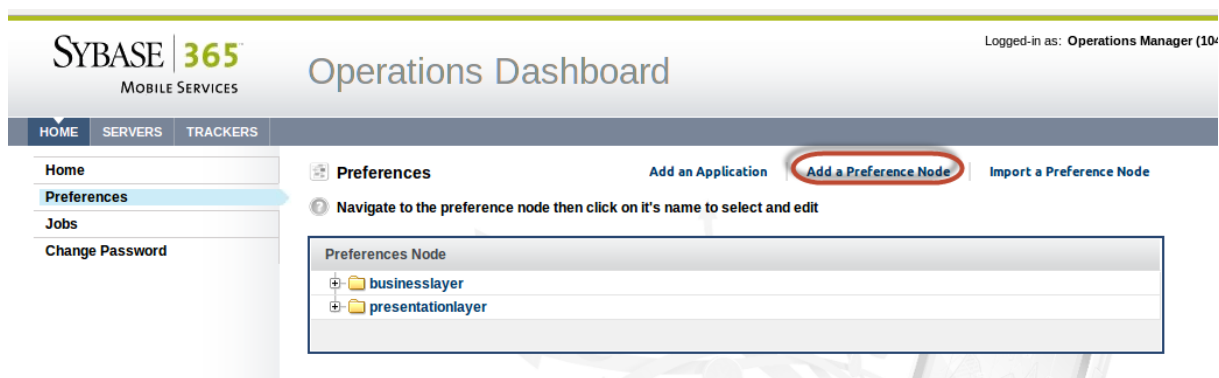 Logged-in as: Operations Manager (104
SYBASE 365
MOBILE SERVICES
Operations Dashboard
HOME SERVERS TRACKERS
Home
Preferences
Jobs
Change Password
Preferences
Add an Application
Add a Preference Node
Import a Preference Node
Navigate to the preference node then click on it's name to select and edit
Preferences Node
businesslayer
presentationlayer